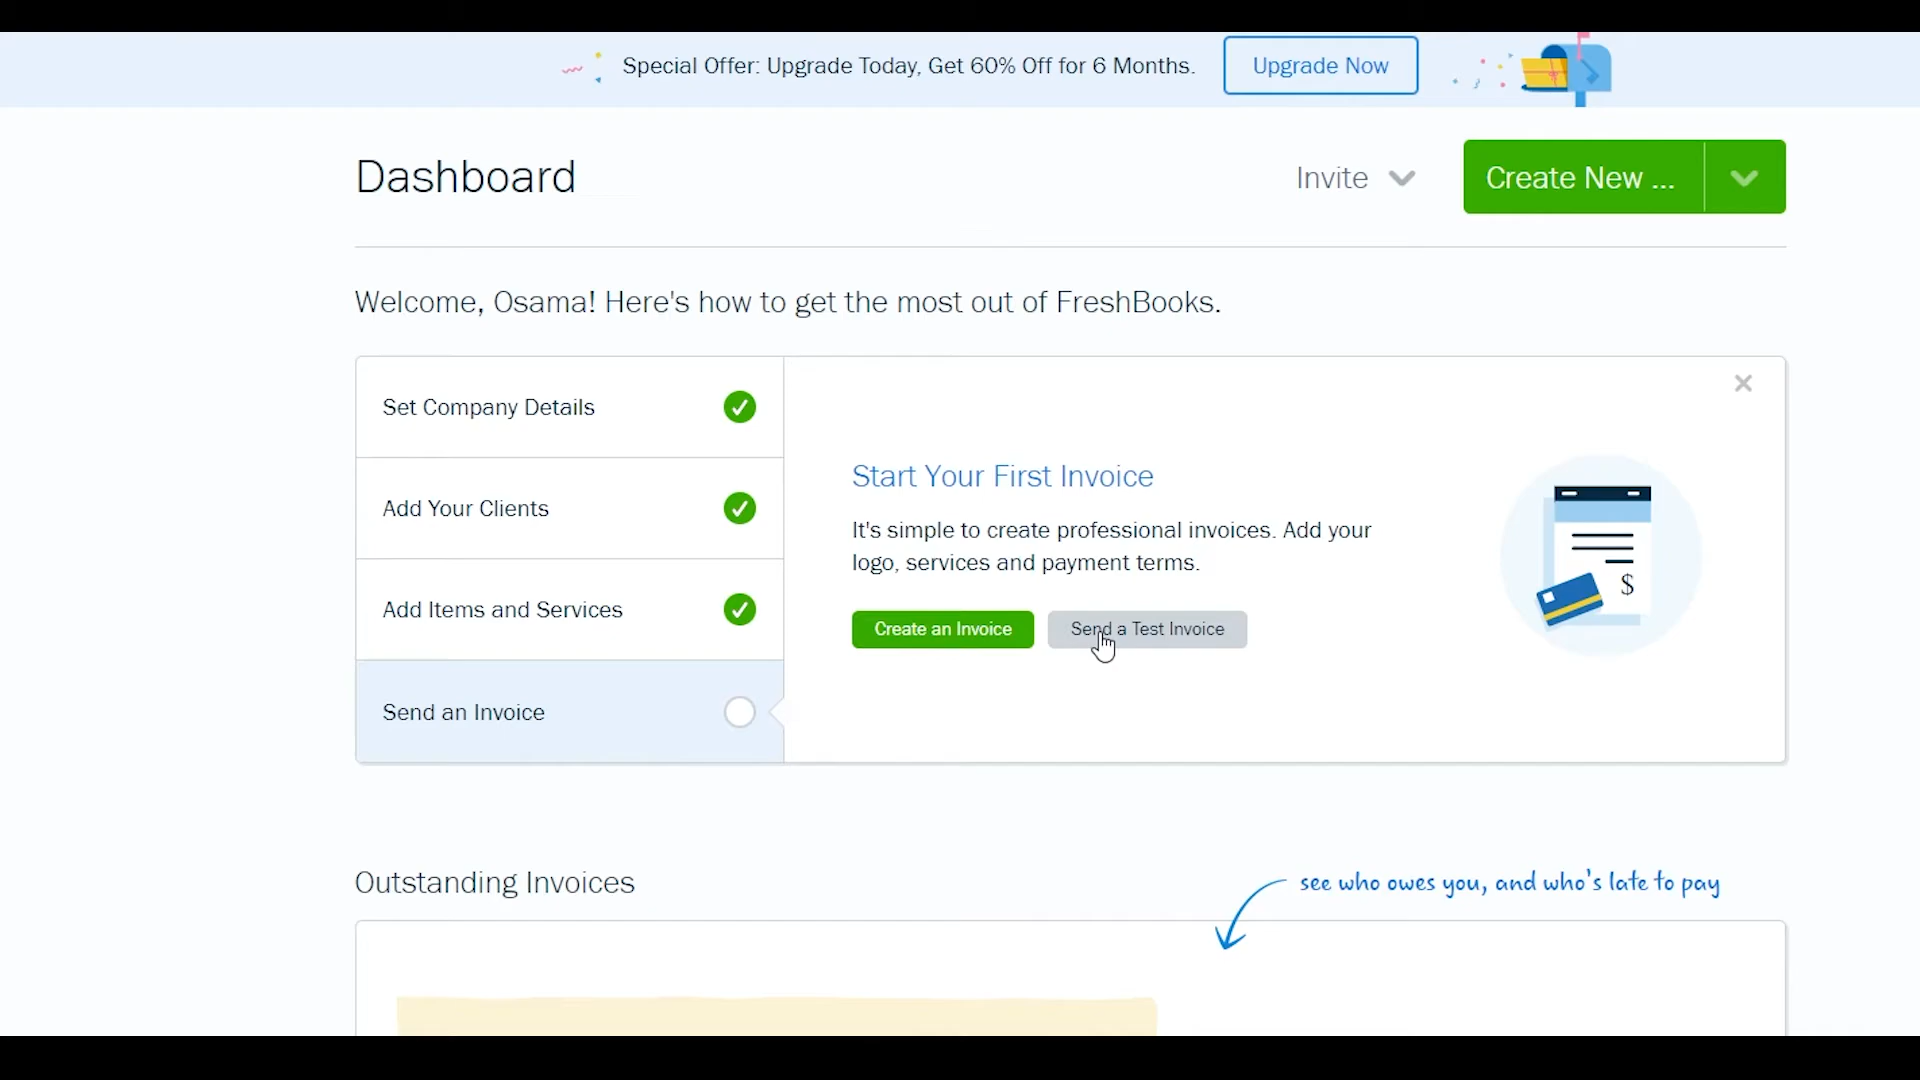 Special Offer: Upgrade Today, Get 60% Off for 6 Months.
Upgrade Now
Dashboard
Invite
Create New ...
Welcome, Osama! Here's how to get the most out of FreshBooks.
Set Company Details
Add Your Clients
Add Items and Services
Send an Invoice
Start Your First Invoice
It's simple to create professional invoices. Add your
logo, services and payment terms.
Create an Invoice
Send a Test Invoice
$
Outstanding Invoices
see who owes you, and who's late to pay